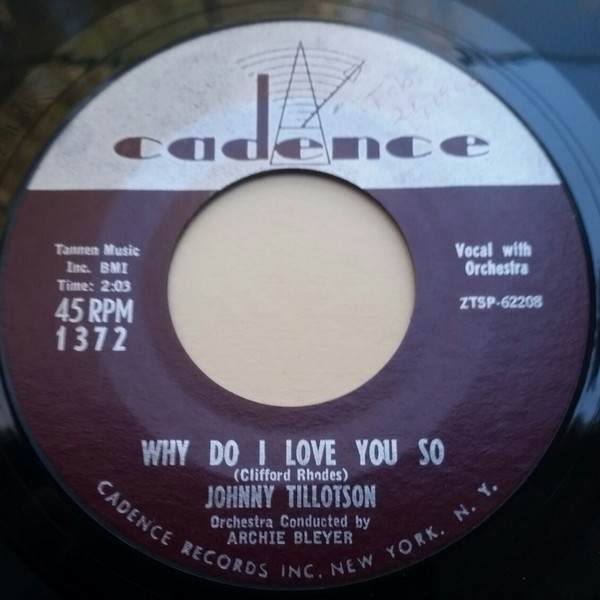 cadence
Tannen Music
Inc. BMI
Time: 2:03
45 RPM
1372
Vocal with
Orchestra
ZTSP-62208
WHY DO I LOVE YOU SO
(Clifford Rhodes)
JOHNNY TILLOTSON
Orchestra Conducted by
ARCHIE BLEYER
CADENCE RECORDS INC. NEW YORK. N. Y.